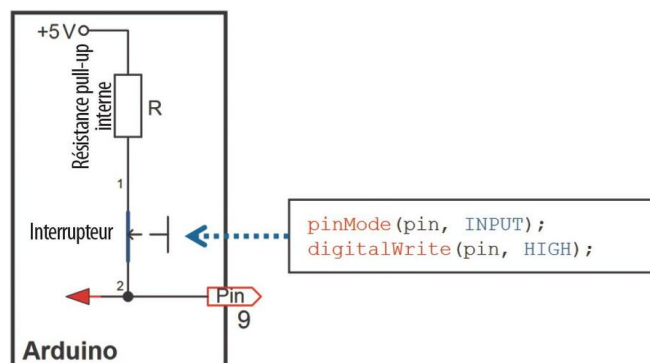 +5V
Résistance pull-up
interne
R
1
Interrupteur
pinMode(pin, INPUT);
digitalWrite(pin, HIGH);
2
Pin
9
Arduino